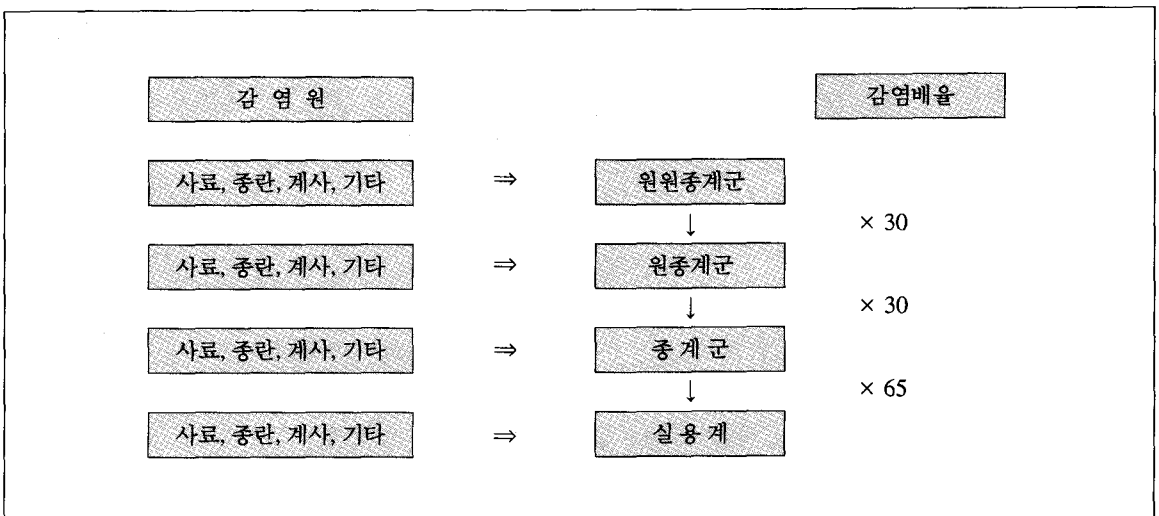 감 염 원 감염배율
사료, 종란, 계사, 기타 ⇒ 원원종계군
↓ × 30
사료, 종란, 계사, 기타 ⇒ 원종계군
↓ × 30
사료, 종란, 계사, 기타 ⇒ 종 계 군
↓ × 65
사료, 종란, 계사, 기타 ⇒ 실 용 계